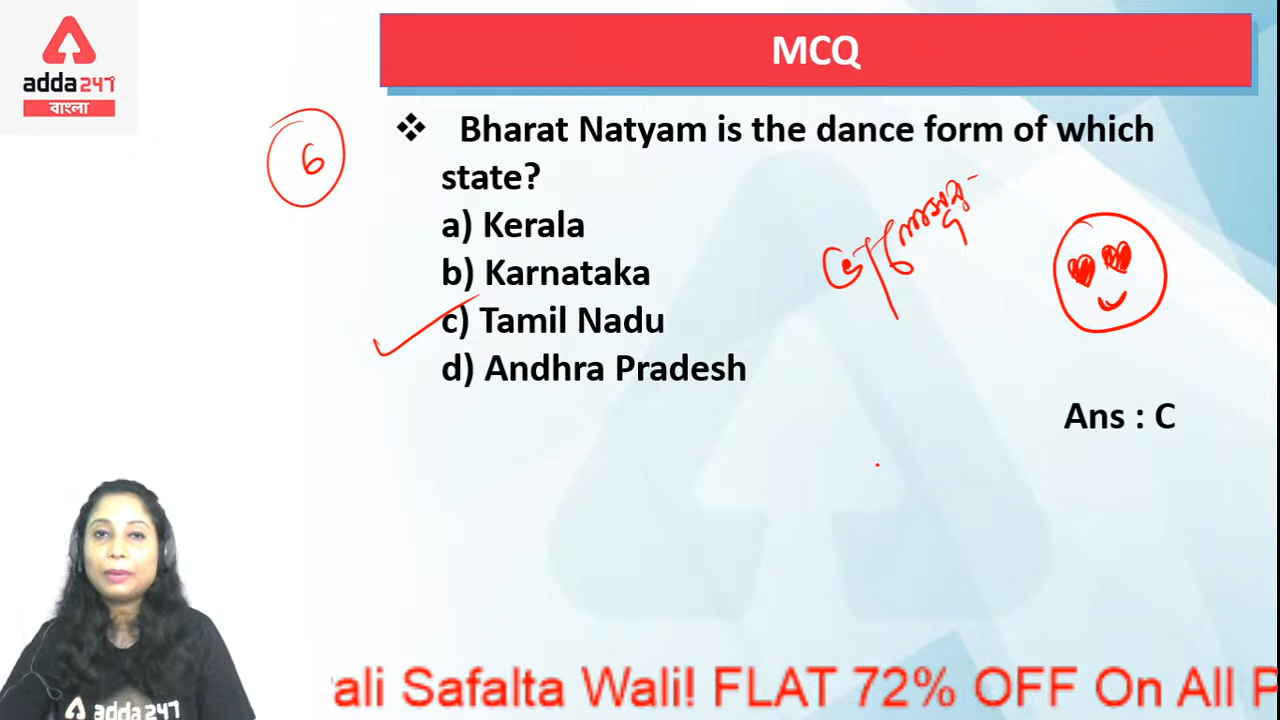 adda247
বাংলা
MCQ
6
❖ Bharat Natyam is the dance form of which
state?
a) Kerala
b) Karnataka
c) Tamil Nadu
d) Andhra Pradesh
Ans : C
adda247
ali Safalta Wali! FLAT 72% OFF On All P